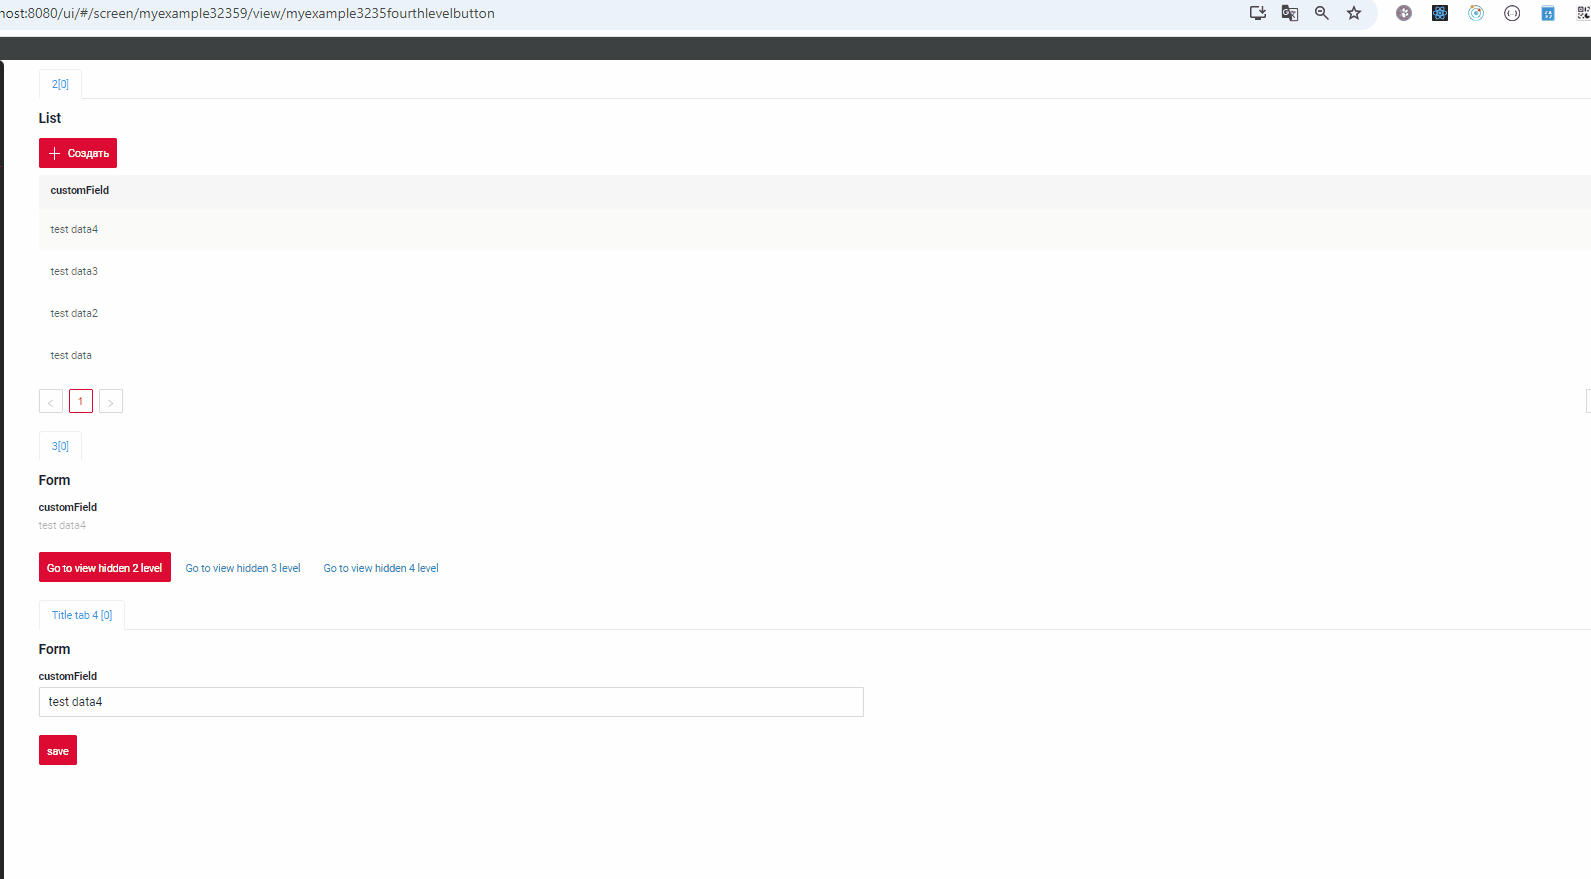 host:8080/ui/#/screen/myexample32359/view/myexample3235fourthlevelbutton
2[0]
List
+ Создать
customField
test data4
test data3
test data2
test data
< 1 >
3[0]
Form
customField
test data4
Go to view hidden 2 level Go to view hidden 3 level Go to view hidden 4 level
Title tab 4 [0]
Form
customField
test data4
save